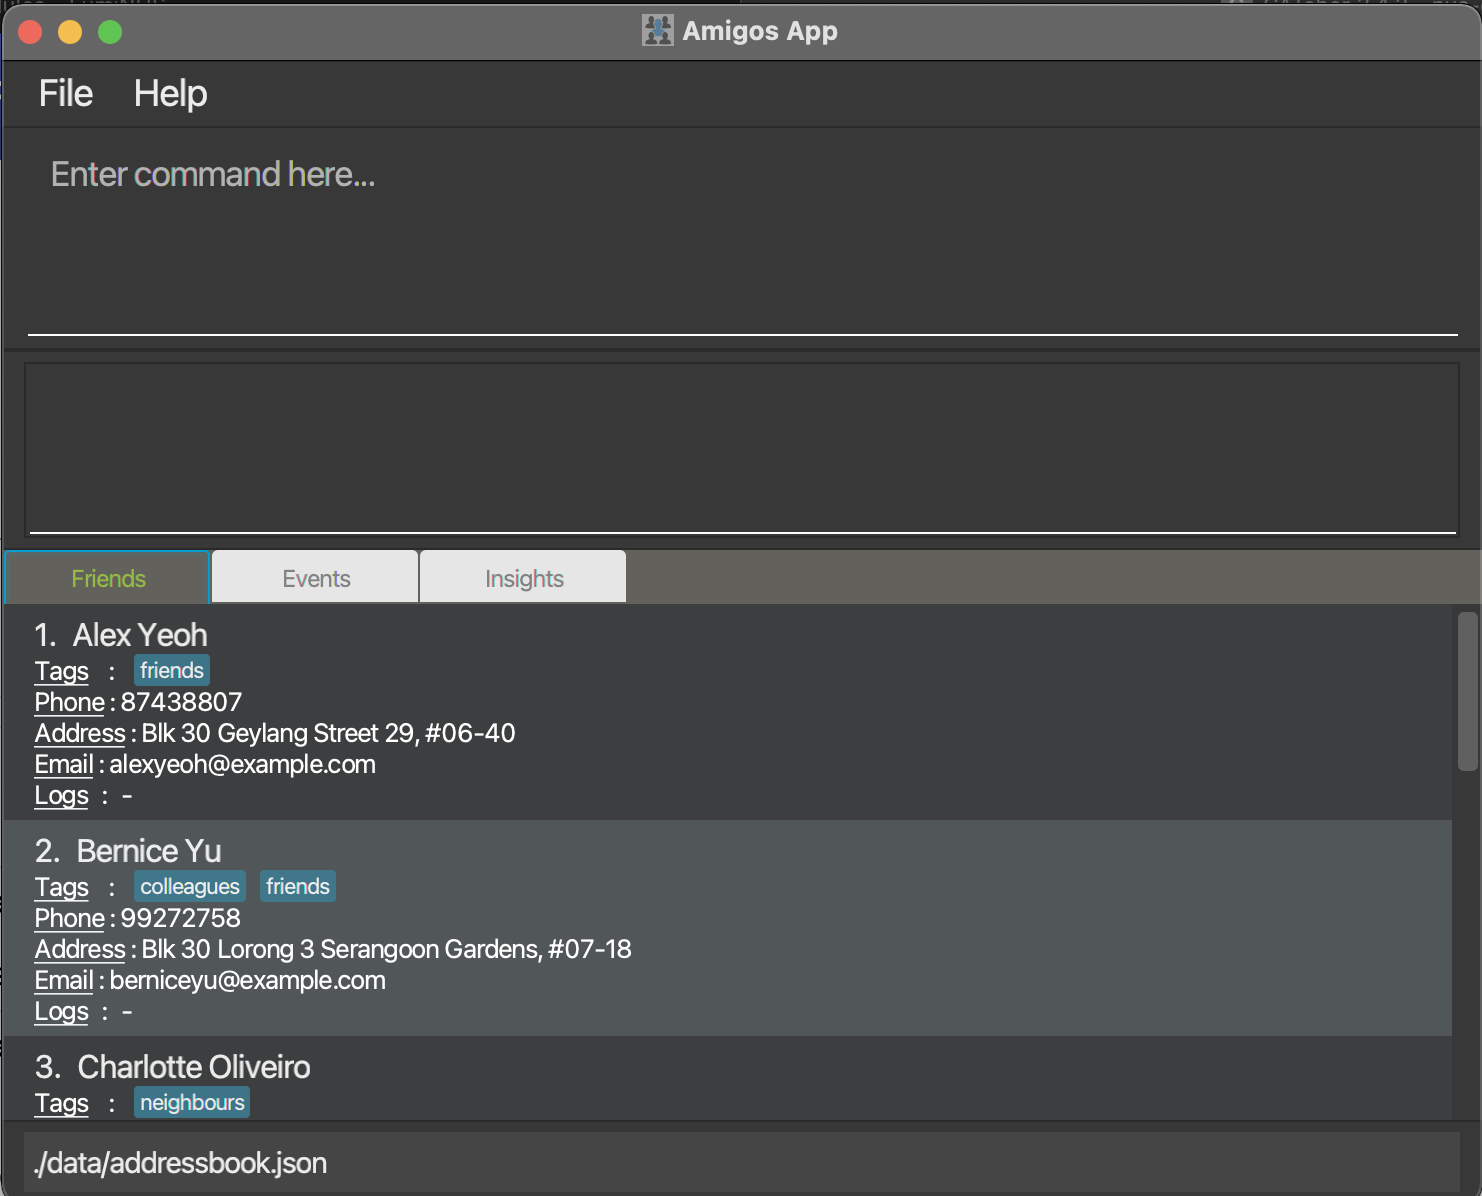 Amigos App
File Help
Enter command here...
Friends Events Insights
1. Alex Yeoh
Tags : friends
Phone : 87438807
Address : Blk 30 Geylang Street 29, #06-40
Email : alexyeoh@example.com
Logs : -
2. Bernice Yu
Tags : colleagues friends
Phone : 99272758
Address : Blk 30 Lorong 3 Serangoon Gardens, #07-18
Email : berniceyu@example.com
Logs : -
3. Charlotte Oliveiro
Tags : neighbours
./data/addressbook.json